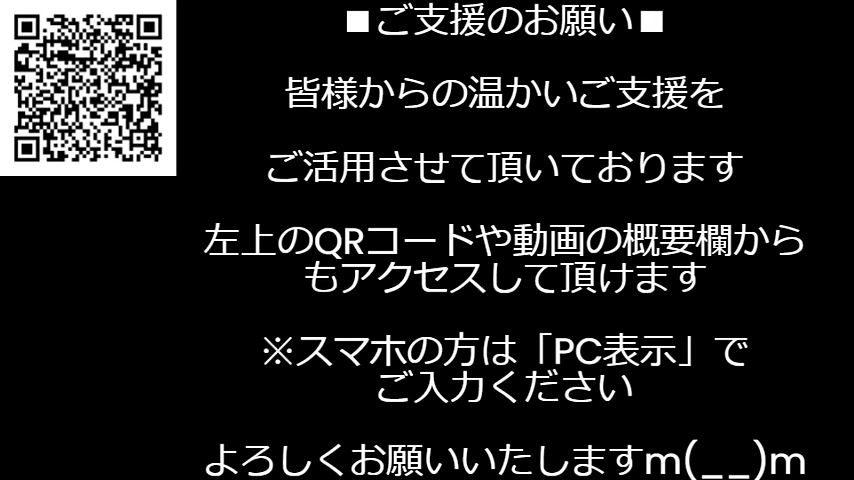 ■ご支援のお願い■
皆様からの温かいご支援を
ご活用させて頂いております
左上のQRコードや動画の概要欄から
もアクセスして頂けます
※スマホの方は「PC表示」で
ご入力ください
よろしくお願いいたしますm(__)m